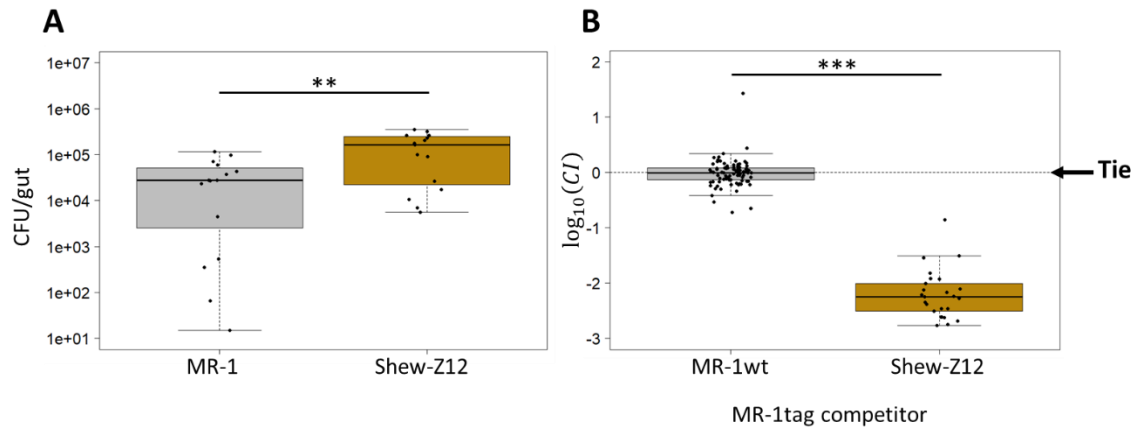 A
CFU/gut
1e+07
1e+06
1e+05
1e+04
1e+03
1e+02
1e+01
**
MR-1
Shew-Z12
B
log10(CI)
2
1
0
-1
-2
-3
***
Tie
MR-1wt
Shew-Z12
MR-1tag competitor